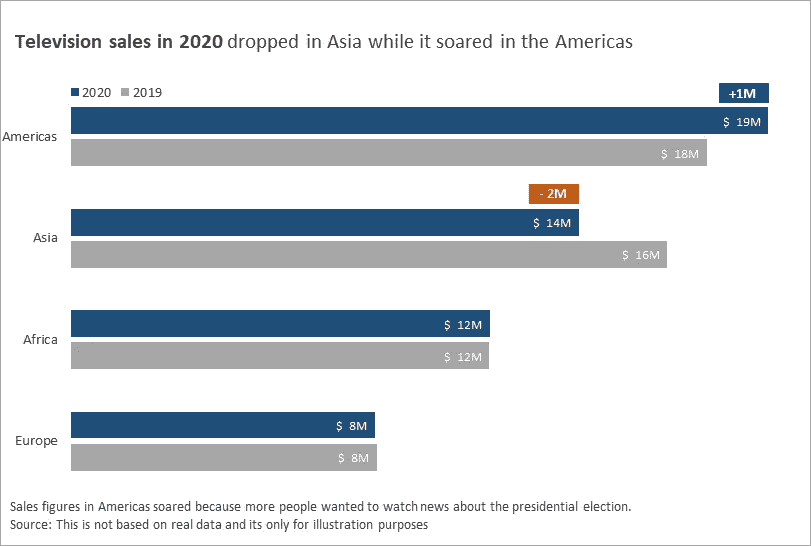 Television sales in 2020 dropped in Asia while it soared in the Americas
2020 2019
+1M
Americas
$ 19M
$ 18M
- 2M
Asia
$ 14M
$ 16M
Africa
$ 12M
$ 12M
Europe
$ 8M
$ 8M
Sales figures in Americas soared because more people wanted to watch news about the presidential election.
Source: This is not based on real data and its only for illustration purposes